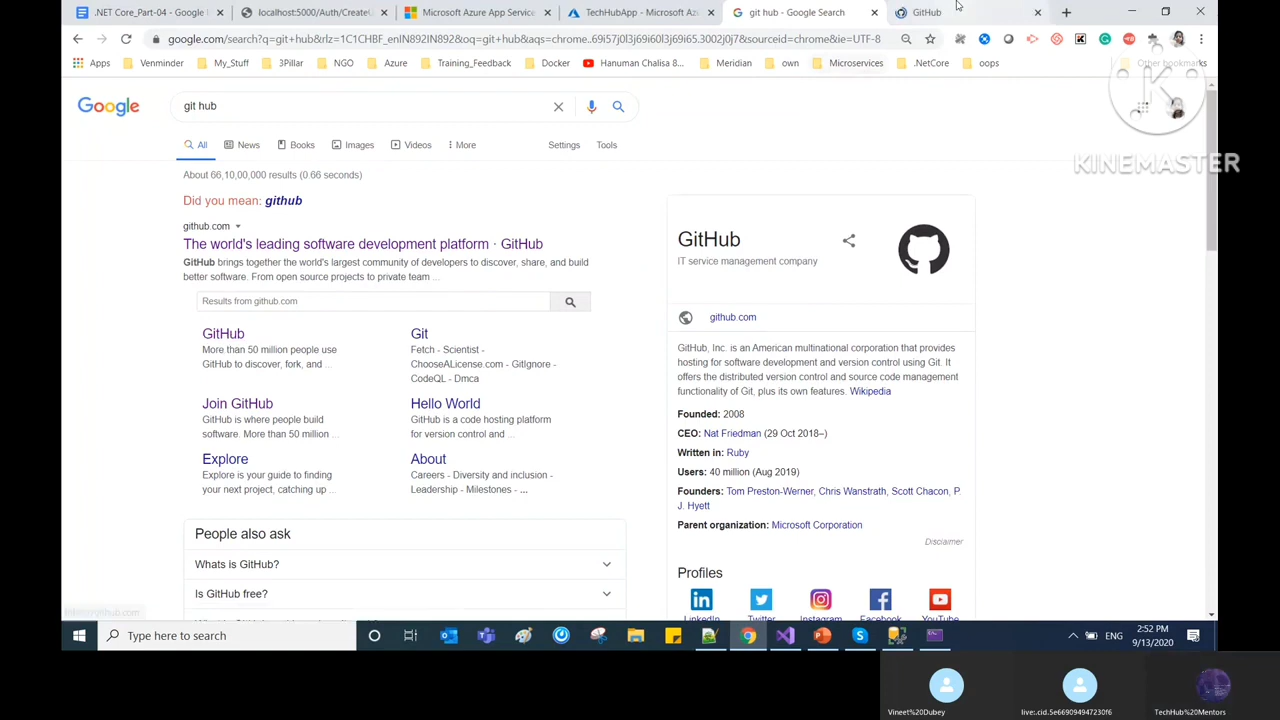 .NET Core_Part-04 - Google
localhost:5000/Auth/Create
Microsoft Azure App Service
TechHubApp - Microsoft Az
git hub - Google Search
GitHub
google.com/search?q=git+hub&rlz=1C1CHBF_enIN892IN892&oq=git+hub&aqs=chrome..69i57j0l7j69i60l3j69i65.3002j0j7&sourceid=chrome&ie=UTF-8
Apps
Venminder
My_Stuff
3Pillar
NGO
Azure
Training_Feedback
Docker
Hanuman Chalisa 8...
Meridian
own
Microservices
.NetCore
oops
Other bookmarks
KINEMASTER
Google
git hub
All
News
Books
Images
Videos
More
Settings
Tools
About 66,10,00,000 results (0.66 seconds)
Did you mean: github
github.com
The world's leading software development platform · GitHub
GitHub brings together the world's largest community of developers to discover, share, and build
better software. From open source projects to private team ...
Results from github.com
GitHub
More than 50 million people use
GitHub to discover, fork, and ...
Git
Fetch - Scientist -
ChooseALicense.com - GitIgnore -
CodeQL - Dmca
Join GitHub
GitHub is where people build
software. More than 50 million ...
Hello World
GitHub is a code hosting platform
for version control and ...
Explore
Explore is your guide to finding
your next project, catching up ...
About
Careers - Diversity and inclusion -
Leadership - Milestones - ...
People also ask
Whats is GitHub?
Is GitHub free?
GitHub
IT service management company
github.com
GitHub, Inc. is an American multinational corporation that provides
hosting for software development and version control using Git. It
offers the distributed version control and source code management
functionality of Git, plus its own features. Wikipedia
Founded: 2008
CEO: Nat Friedman (29 Oct 2018–)
Written in: Ruby
Users: 40 million (Aug 2019)
Founders: Tom Preston-Werner, Chris Wanstrath, Scott Chacon, P.
J. Hyett
Parent organization: Microsoft Corporation
Disclaimer
Profiles
LinkedIn
Twitter
Instagram
Facebook
YouTube
Type here to search
ENG
2:52 PM
9/13/2020
Vineet%20Dubey
live:.cid.5e669094947230f6
TechHub%20Mentors